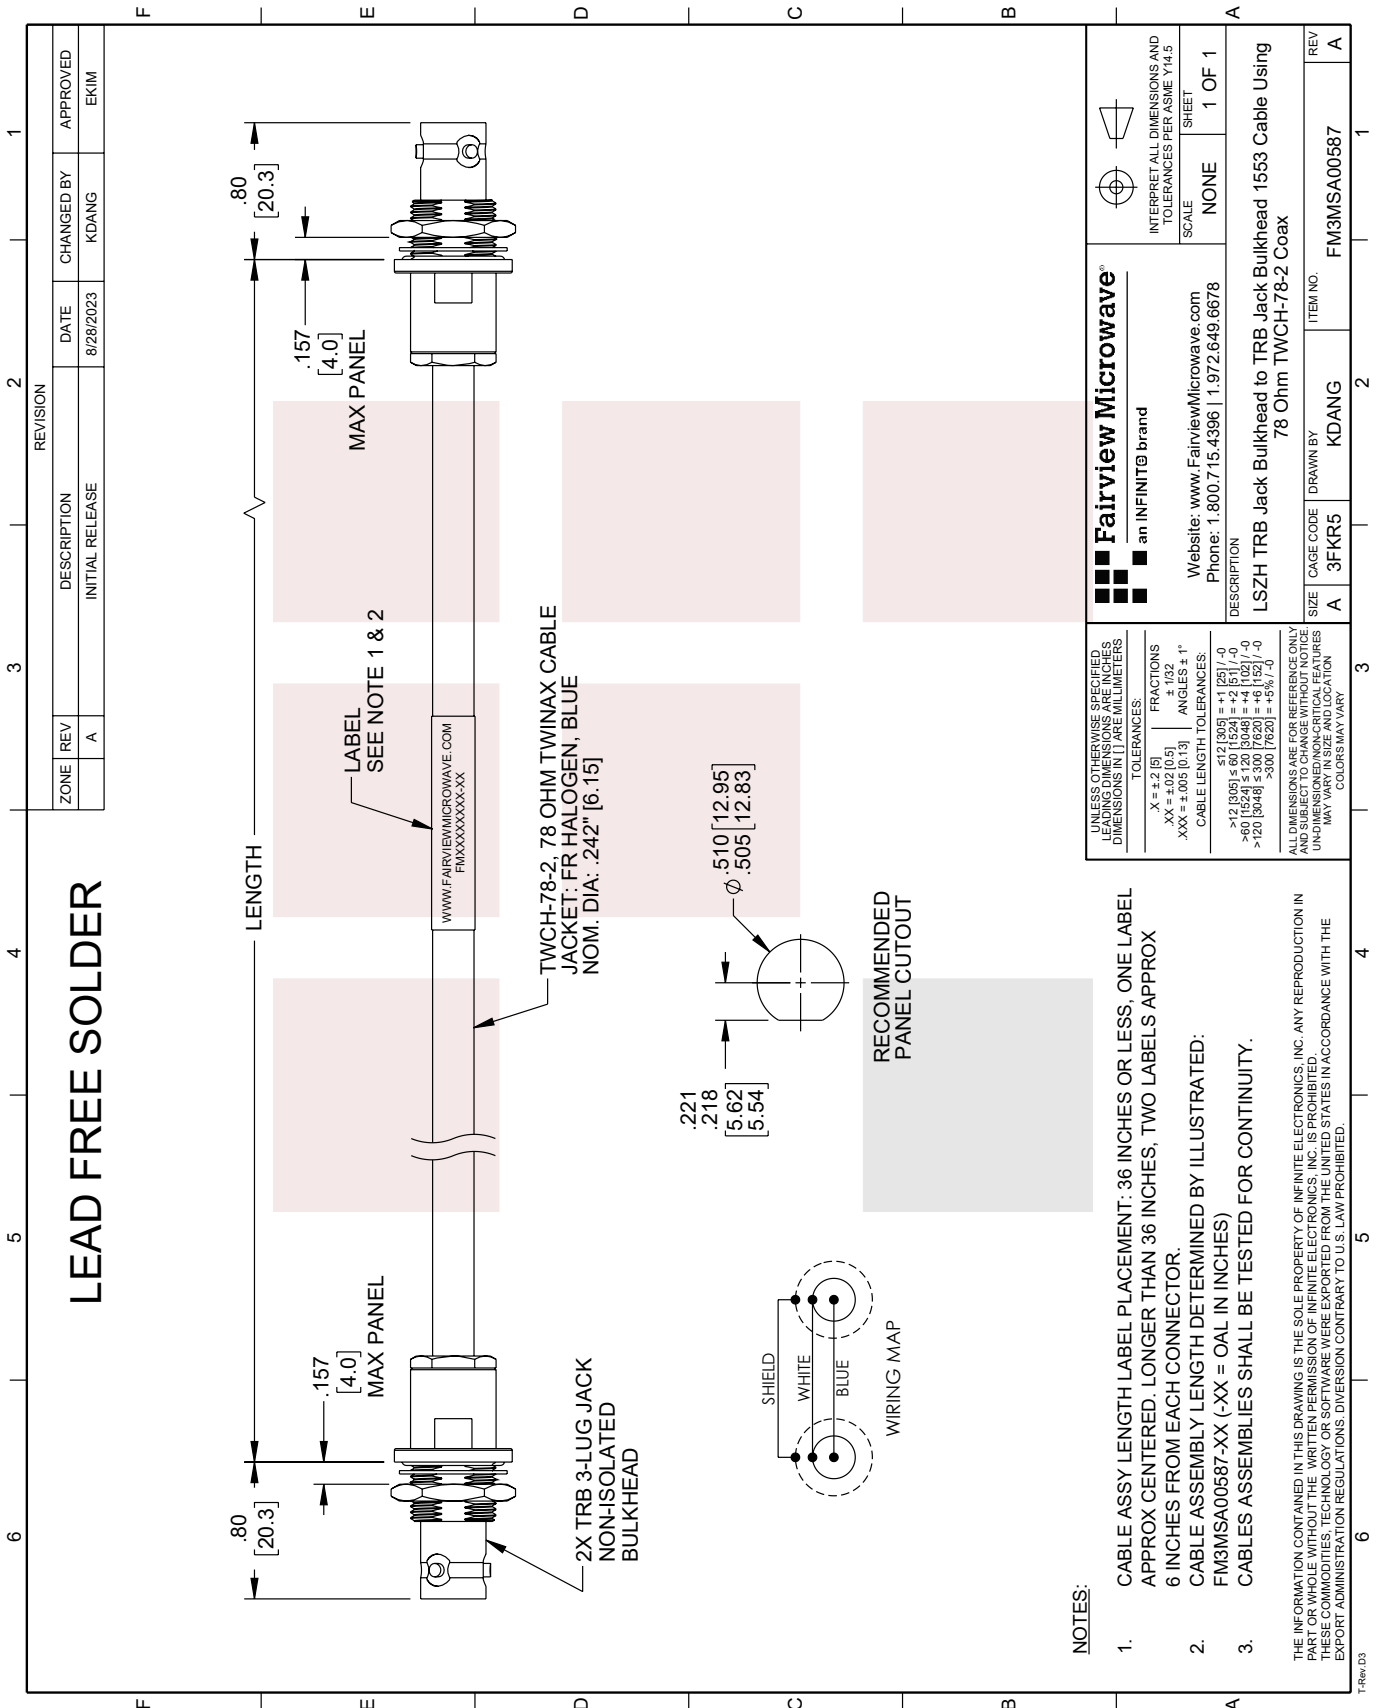 LEAD FREE SOLDER
REVISION
ZONE REV DESCRIPTION DATE CHANGED BY APPROVED
A INITIAL RELEASE 8/28/2023 KDANG EKIM
6 5 4 3 2 1
F
E
D
C
B
A
F
E
D
C
B
A
.80
[20.3]
LENGTH
.80
[20.3]
.157
[4.0]
MAX PANEL
.157
[4.0]
MAX PANEL
LABEL
SEE NOTE 1 & 2
WWW.FAIRVIEWMICROWAVE.COM
FMXXXXXXXXX-XX
2X TRB 3-LUG JACK
NON-ISOLATED
BULKHEAD
TWCH-78-2, 78 OHM TWINAX CABLE
JACKET: FR HALOGEN, BLUE
NOM. DIA: .242" [6.15]
.221
.218
[5.62
5.54]
Ø .510 [12.95]
.505 [12.83]
RECOMMENDED
PANEL CUTOUT
SHIELD
WHITE
BLUE
WIRING MAP
NOTES:
1. CABLE ASSY LENGTH LABEL PLACEMENT: 36 INCHES OR LESS, ONE LABEL
APPROX CENTERED. LONGER THAN 36 INCHES, TWO LABELS APPROX
6 INCHES FROM EACH CONNECTOR.
2. CABLE ASSEMBLY LENGTH DETERMINED BY ILLUSTRATED:
FM3MSA00587-XX (-XX = OAL IN INCHES)
3. CABLES ASSEMBLIES SHALL BE TESTED FOR CONTINUITY.
THE INFORMATION CONTAINED IN THIS DRAWING IS THE SOLE PROPERTY OF INFINITE ELECTRONICS, INC. ANY REPRODUCTION IN
PART OR WHOLE WITHOUT THE WRITTEN PERMISSION OF INFINITE ELECTRONICS, INC. IS PROHIBITED.
THESE COMMODITIES, TECHNOLOGY OR SOFTWARE WERE EXPORTED FROM THE UNITED STATES IN ACCORDANCE WITH THE
EXPORT ADMINISTRATION REGULATIONS. DIVERSION CONTRARY TO U.S. LAW PROHIBITED.
UNLESS OTHERWISE SPECIFIED
LEADING DIMENSIONS ARE INCHES
DIMENSIONS IN [ ] ARE MILLIMETERS
TOLERANCES:
.X = ±.2 [5]
.XX = ±.02 [0.5]
.XXX = ±.005 [0.13]
FRACTIONS
± 1/32
ANGLES ± 1°
CABLE LENGTH TOLERANCES:
≤12 [305] = +1 [25] / -0
>12 [305] ≤ 60 [1524] = +2 [51] / -0
>60 [1524] ≤ 120 [3048] = +4 [102] / -0
>120 [3048] ≤ 300 [7620] = +6 [152] / -0
>300 [7620] = +5% / -0
ALL DIMENSIONS ARE FOR REFERENCE ONLY
AND SUBJECT TO CHANGE WITHOUT NOTICE.
UN-DIMENSIONED/NON-CRITICAL FEATURES
MAY VARY IN SIZE AND LOCATION
COLORS MAY VARY
Fairview Microwave®
an INFINITE brand
Website: www.FairviewMicrowave.com
Phone: 1.800.715.4396 | 1.972.649.6678
INTERPRET ALL DIMENSIONS AND
TOLERANCES PER ASME Y14.5
SCALE
NONE
SHEET
1 OF 1
DESCRIPTION
LSZH TRB Jack Bulkhead to TRB Jack Bulkhead 1553 Cable Using
78 Ohm TWCH-78-2 Coax
SIZE
A
CAGE CODE
3FKR5
DRAWN BY
KDANG
ITEM NO.
FM3MSA00587
REV
A
6 5 4 3 2 1
T-Rev.D3